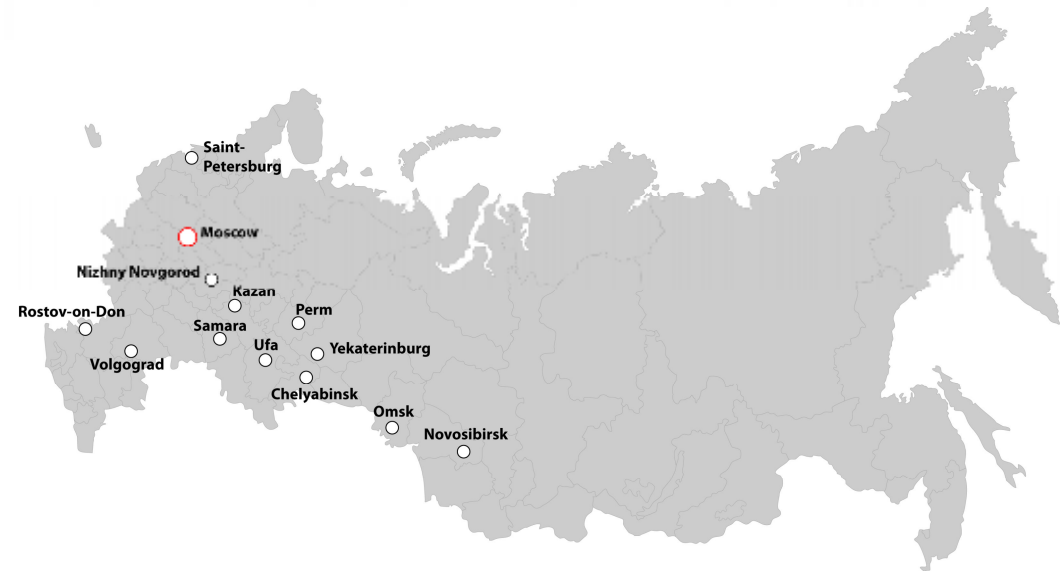 Saint-
Petersburg
Moscow
Nizhny Novgorod
Kazan
Rostov-on-Don
Perm
Samara
Ufa
Yekaterinburg
Volgograd
Chelyabinsk
Omsk
Novosibirsk